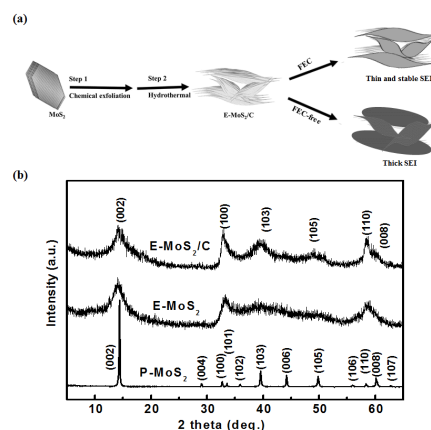 (a)
FEC
Step 1
Step 2
Chemical exfoliation
Hydrothermal
Thin and stable SEI
MoS2
E-MoS2/C
FEC-free
Thick SEI
(b)
Intensity (a.u.)
(002)
(100)
(103)
(105)
(110)
(008)
E-MoS2/C
E-MoS2
(002)
P-MoS2
(004)
(100)
(101)
(102)
(103)
(006)
(105)
(106)
(110)
(008)
(107)
10
20
30
40
50
60
2 theta (deq.)